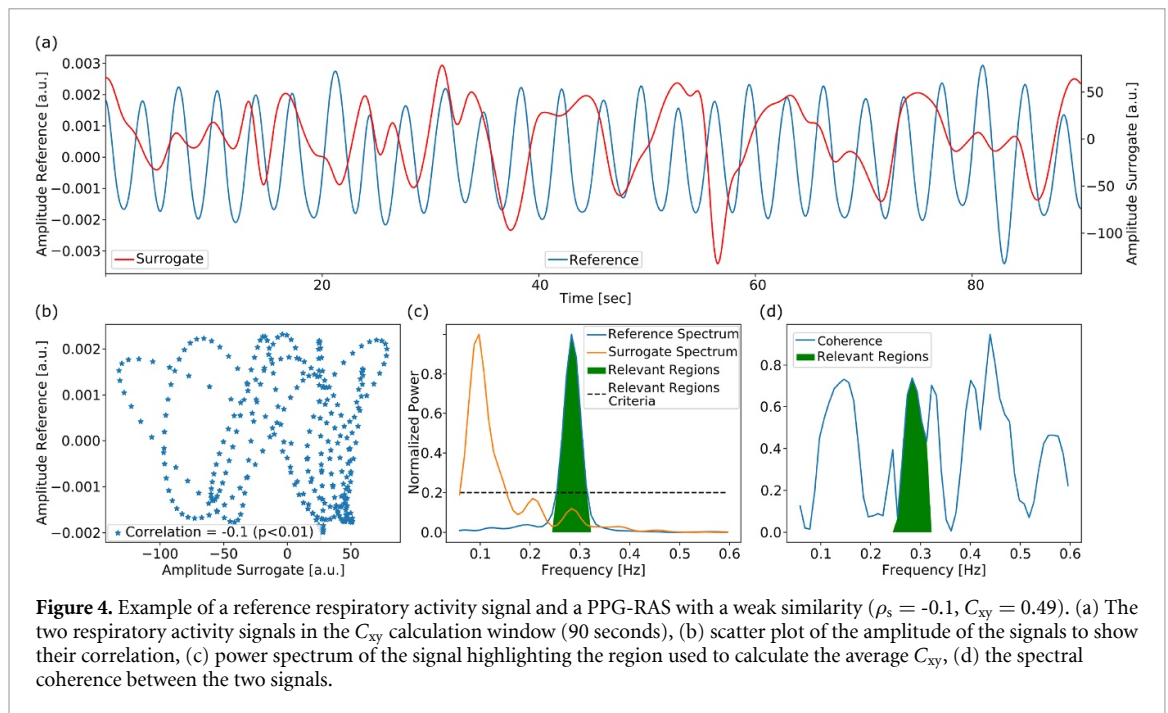 (a)
Amplitude Reference [a.u.]
0.003
0.002
0.001
0.000
−0.001
−0.002
−0.003
50
0
−50
−100
Amplitude Surrogate [a.u.]
Surrogate
Reference
20
40
60
80
Time [sec]
(b)
Amplitude Reference [a.u.]
0.002
0.001
0.000
−0.001
−0.002
Correlation = -0.1 (p<0.01)
−100
−50
0
50
Amplitude Surrogate [a.u.]
(c)
Normalized Power
0.8
0.6
0.4
0.2
0.0
Reference Spectrum
Surrogate Spectrum
Relevant Regions
Relevant Regions
Criteria
0.1
0.2
0.3
0.4
0.5
0.6
Frequency [Hz]
(d)
0.8
0.6
0.4
0.2
0.0
Coherence
Relevant Regions
0.1
0.2
0.3
0.4
0.5
0.6
Frequency [Hz]
Figure 4. Example of a reference respiratory activity signal and a PPG-RAS with a weak similarity (ρs = -0.1, Cxy = 0.49). (a) The
two respiratory activity signals in the Cxy calculation window (90 seconds), (b) scatter plot of the amplitude of the signals to show
their correlation, (c) power spectrum of the signal highlighting the region used to calculate the average Cxy, (d) the spectral
coherence between the two signals.